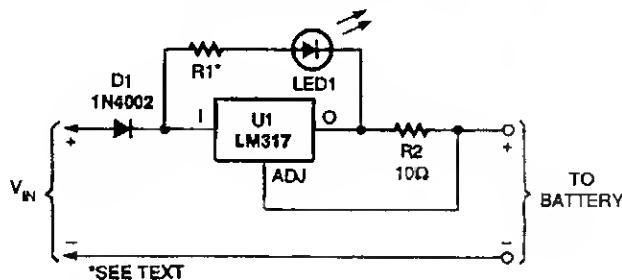 R1*
LED1
D1
1N4002
I
U1
LM317
O
ADJ
R2
10Ω
+
+
V_IN
TO
BATTERY
−
−
*SEE TEXT